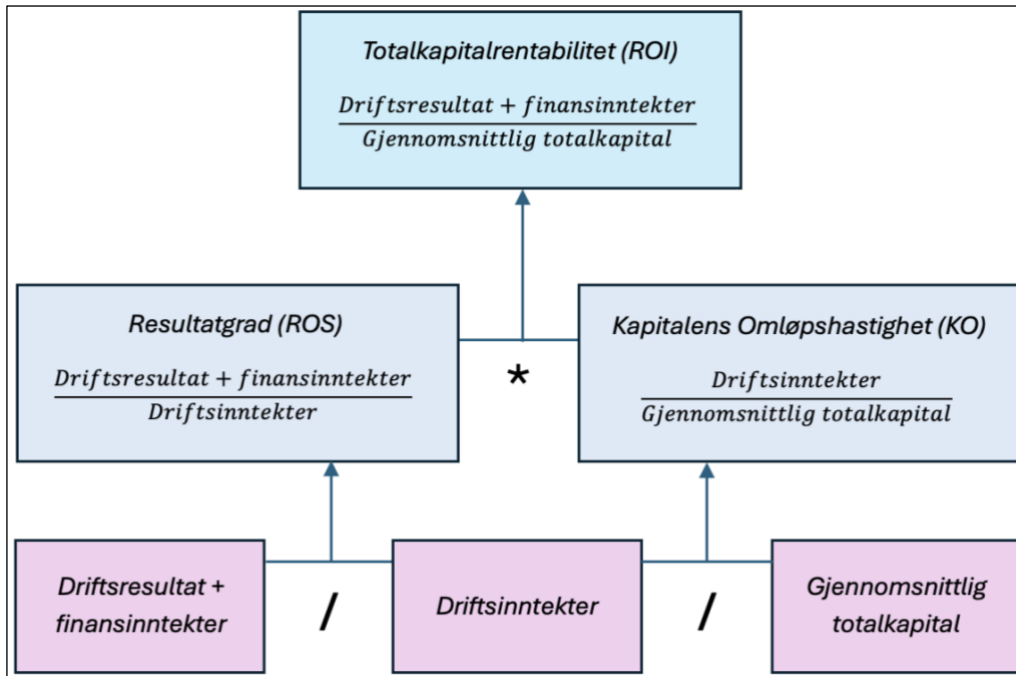 Totalkapitalrentabilitet (ROI)
Driftsresultat + finansinntekter
Gjennomsnittlig totalkapital
Resultatgrad (ROS)
Driftsresultat + finansinntekter
Driftsinntekter
*
Kapitalens Omløpshastighet (KO)
Driftsinntekter
Gjennomsnittlig totalkapital
Driftsresultat +
finansinntekter
/
Driftsinntekter
/
Gjennomsnittlig
totalkapital